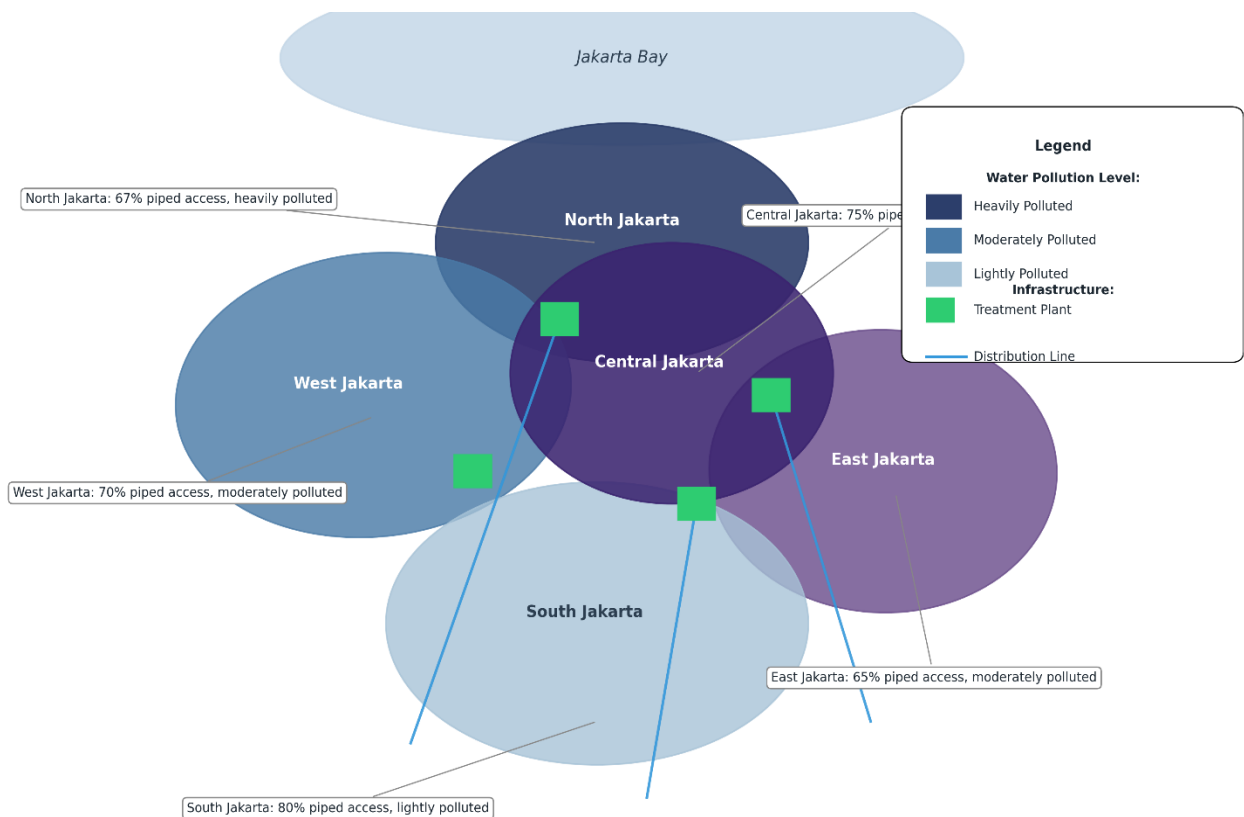 Jakarta Bay
Legend
Water Pollution Level:
Heavily Polluted
Moderately Polluted
Lightly Polluted
Infrastructure:
Treatment Plant
Distribution Line
North Jakarta: 67% piped access, heavily polluted
North Jakarta
Central Jakarta: 75%
Central Jakarta
West Jakarta
East Jakarta
West Jakarta: 70% piped access, moderately polluted
South Jakarta
East Jakarta: 65% piped access, moderately polluted
South Jakarta: 80% piped access, lightly polluted